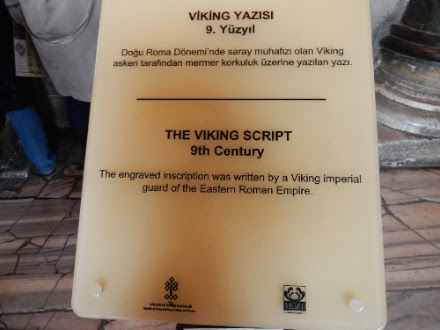 VİKİNG YAZISI
9. Yüzyıl
Doğu Roma Dönemi'nde saray muhafızı olan Viking
askeri tarafından mermer korkuluk üzerine yazılan yazı.
THE VIKING SCRIPT
9th Century
The engraved inscription was written by a Viking imperial
guard of the Eastern Roman Empire.